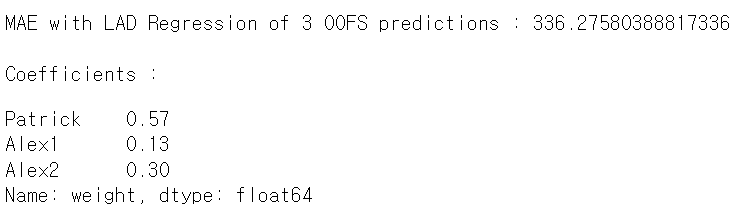 MAE with LAD Regression of 3 OOFS predictions : 336.27580388817336
Coefficients :
Patrick    0.57
Alex1      0.13
Alex2      0.30
Name: weight, dtype: float64